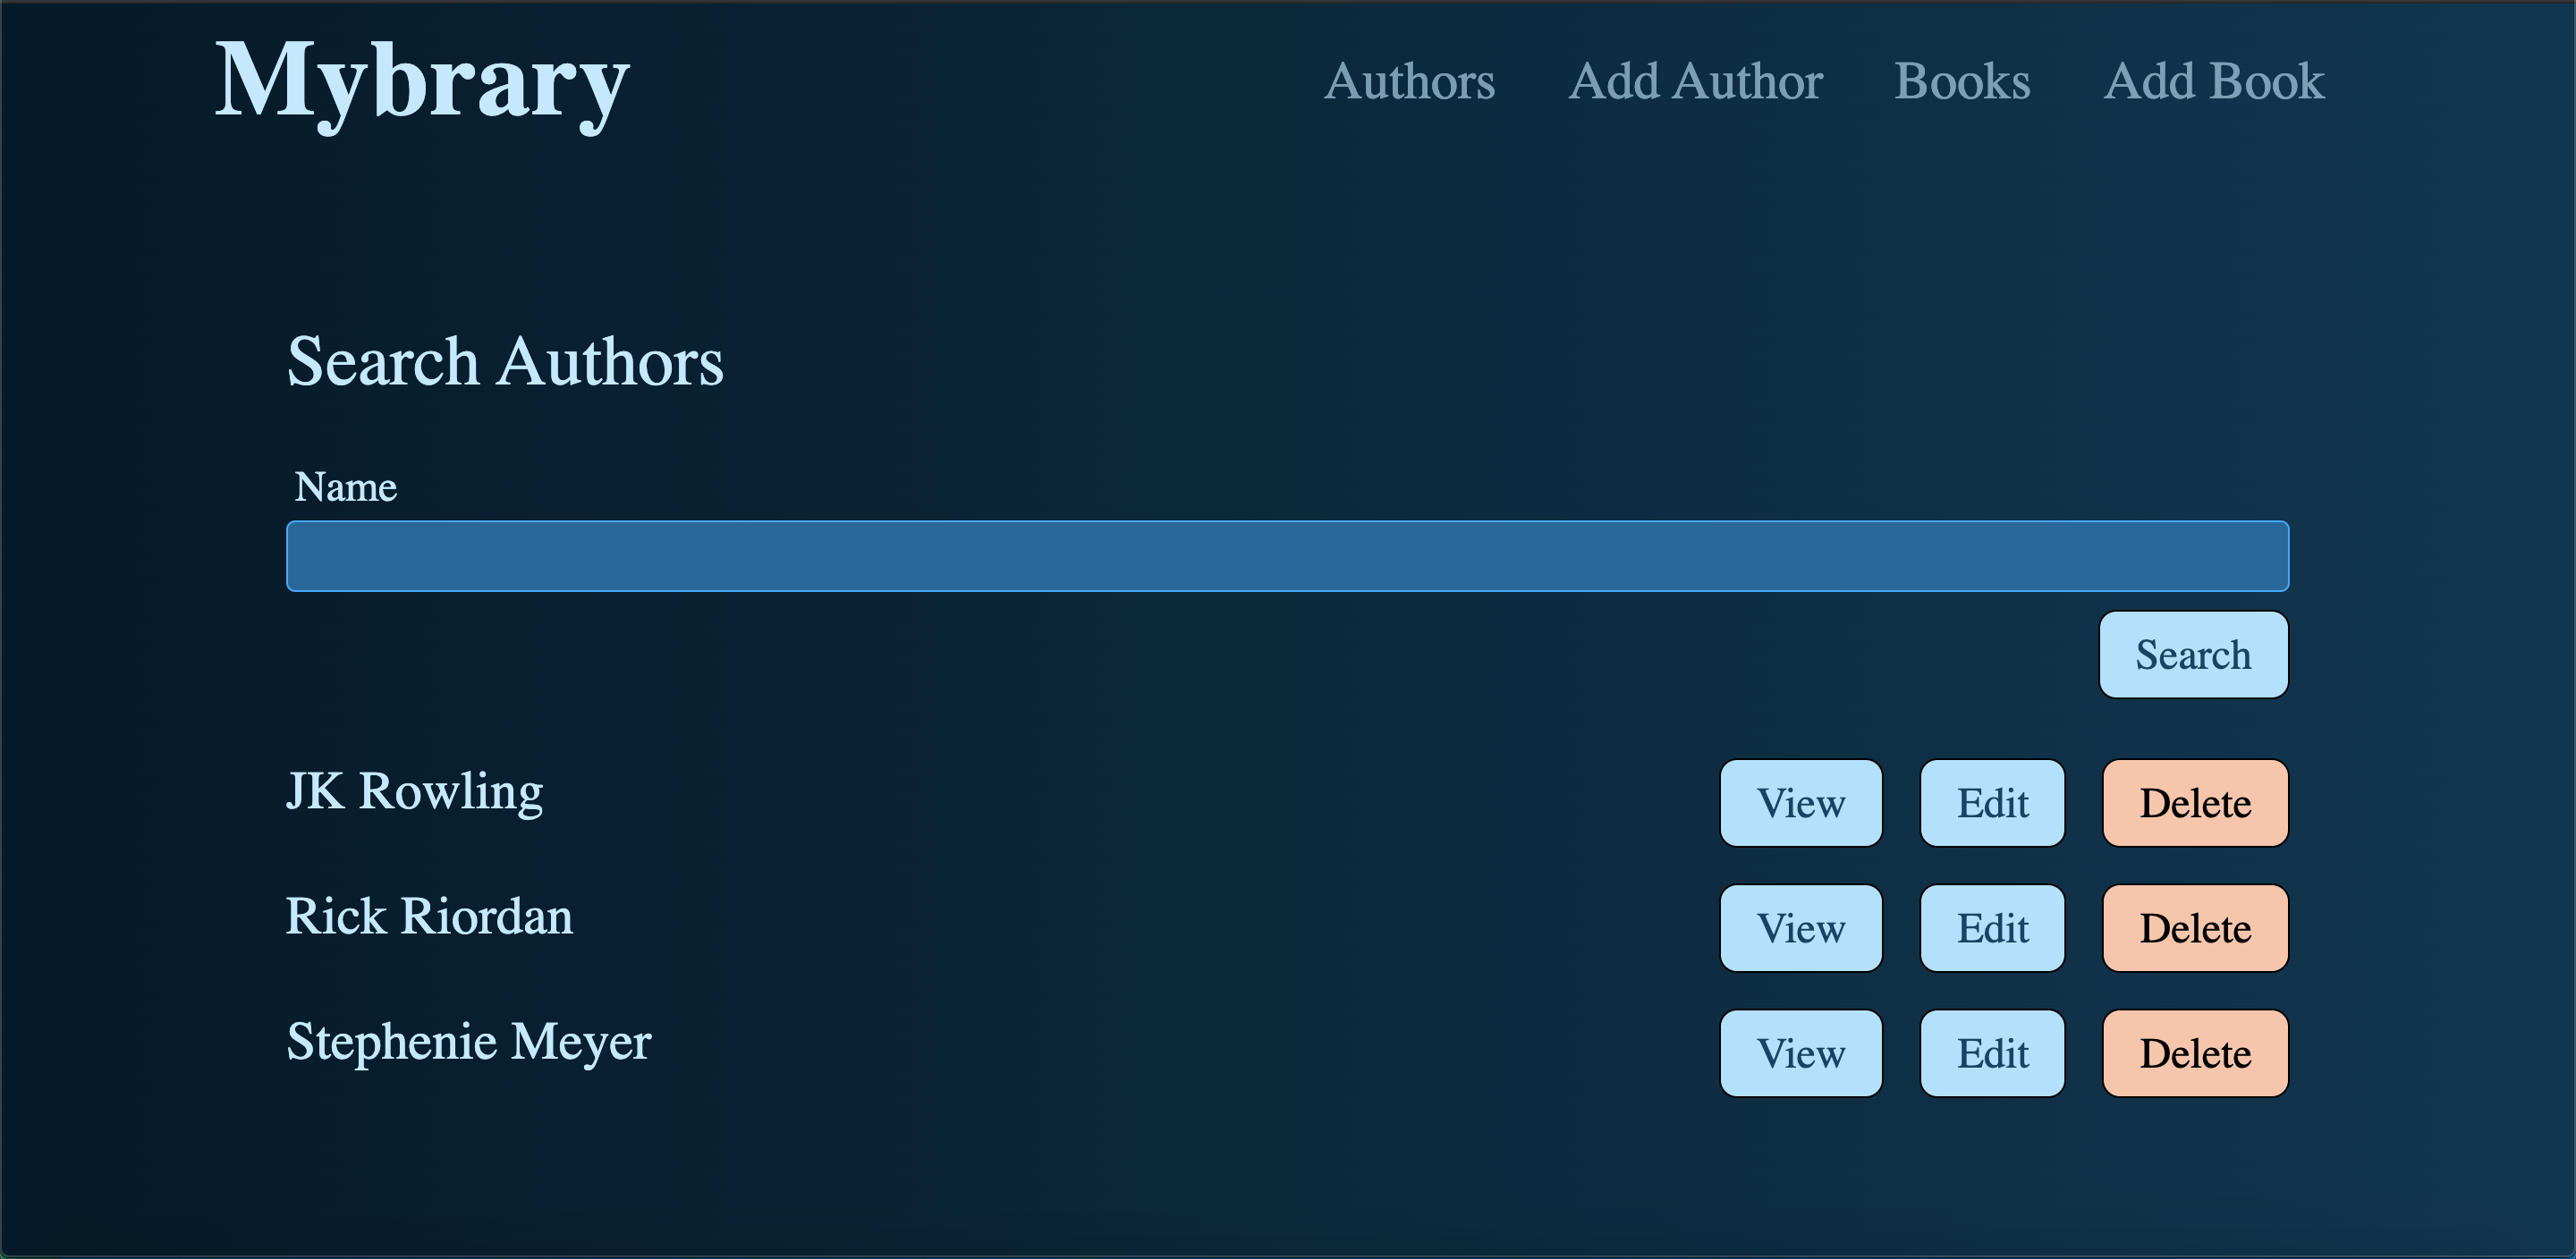 Mybrary Authors Add Author Books Add Book
Search Authors
Name
Search
JK Rowling View Edit Delete
Rick Riordan View Edit Delete
Stephenie Meyer View Edit Delete